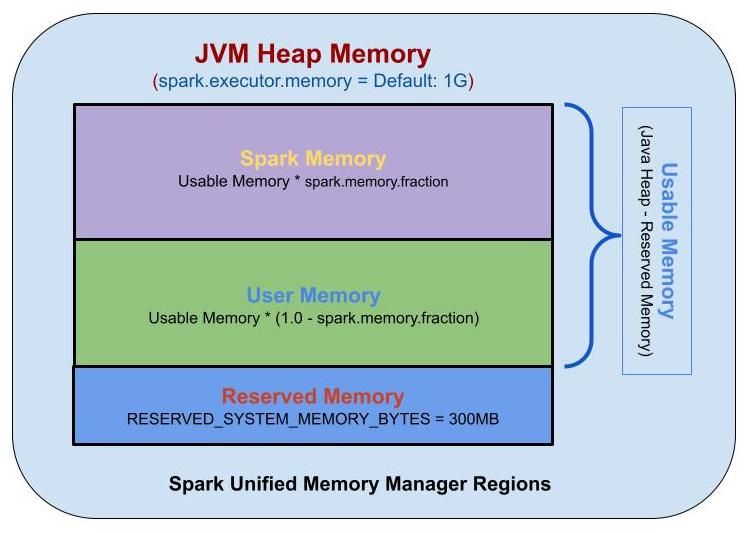 JVM Heap Memory
(spark.executor.memory = Default: 1G)
Spark Memory
Usable Memory * spark.memory.fraction
User Memory
Usable Memory * (1.0 - spark.memory.fraction)
Reserved Memory
RESERVED_SYSTEM_MEMORY_BYTES = 300MB
Usable Memory
(Java Heap - Reserved Memory)
Spark Unified Memory Manager Regions